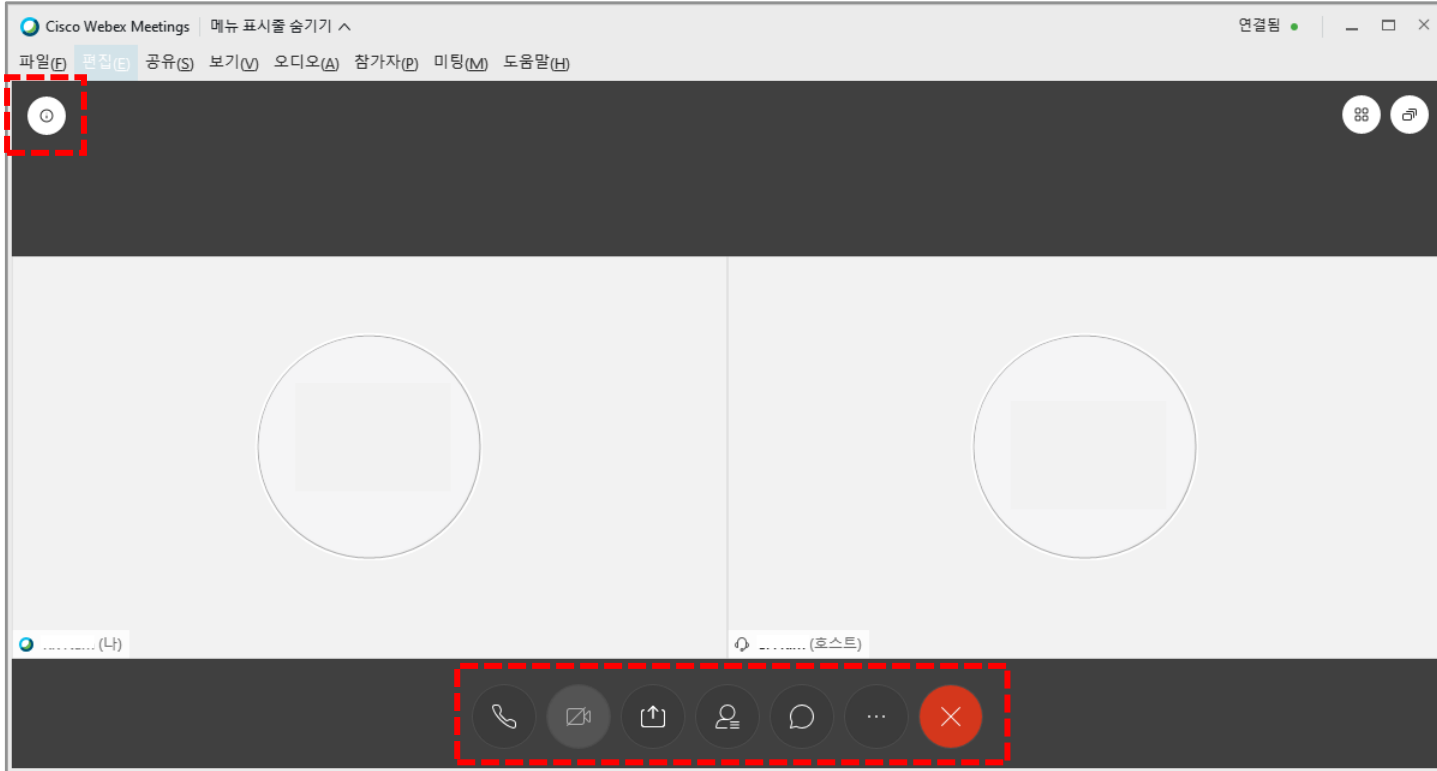 Cisco Webex Meetings 메뉴 표시줄 숨기기 연결됨
파일(F) 편집(E) 공유(S) 보기(V) 오디오(A) 참가자(P) 미팅(M) 도움말(H)
(나) (호스트)